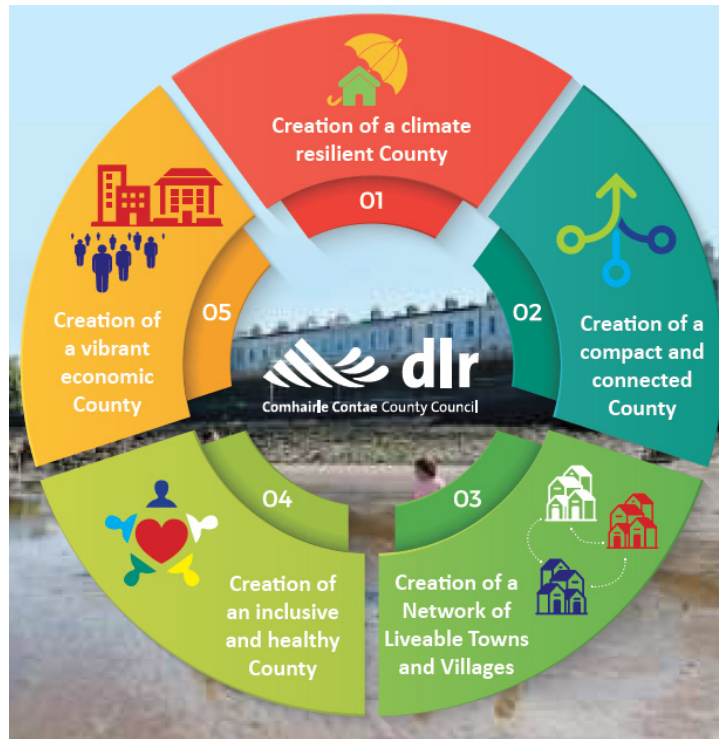 Creation of a climate
resilient County
01
Creation of a
compact and
connected
County
02
Creation of a
Network of
Liveable Towns
and Villages
03
Creation of
an inclusive
and healthy
County
04
Creation of
a vibrant
economic
County
05
dlr
Comhairle Contae County Council